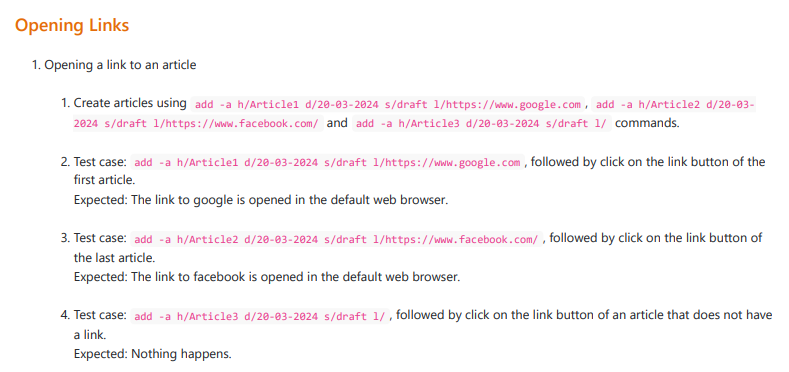 Opening Links
1. Opening a link to an article
1. Create articles using add -a h/Article1 d/20-03-2024 s/draft l/https://www.google.com , add -a h/Article2 d/20-03-
2024 s/draft l/https://www.facebook.com/ and add -a h/Article3 d/20-03-2024 s/draft l/ commands.
2. Test case: add -a h/Article1 d/20-03-2024 s/draft l/https://www.google.com , followed by click on the link button of the
first article.
Expected: The link to google is opened in the default web browser.
3. Test case: add -a h/Article2 d/20-03-2024 s/draft l/https://www.facebook.com/ , followed by click on the link button of
the last article.
Expected: The link to facebook is opened in the default web browser.
4. Test case: add -a h/Article3 d/20-03-2024 s/draft l/ , followed by click on the link button of an article that does not have
a link.
Expected: Nothing happens.